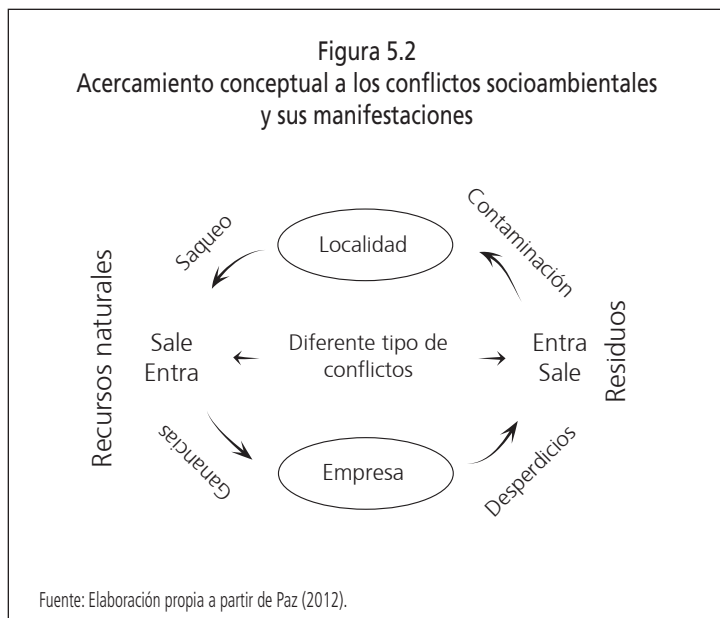 Figura 5.2
Acercamiento conceptual a los conflictos socioambientales
y sus manifestaciones
Saqueo
Localidad
Contaminación
Recursos naturales
Sale
Entra
Diferente tipo de
conflictos
Entra
Sale
Residuos
Ganancias
Empresa
Desperdicios
Fuente: Elaboración propia a partir de Paz (2012).